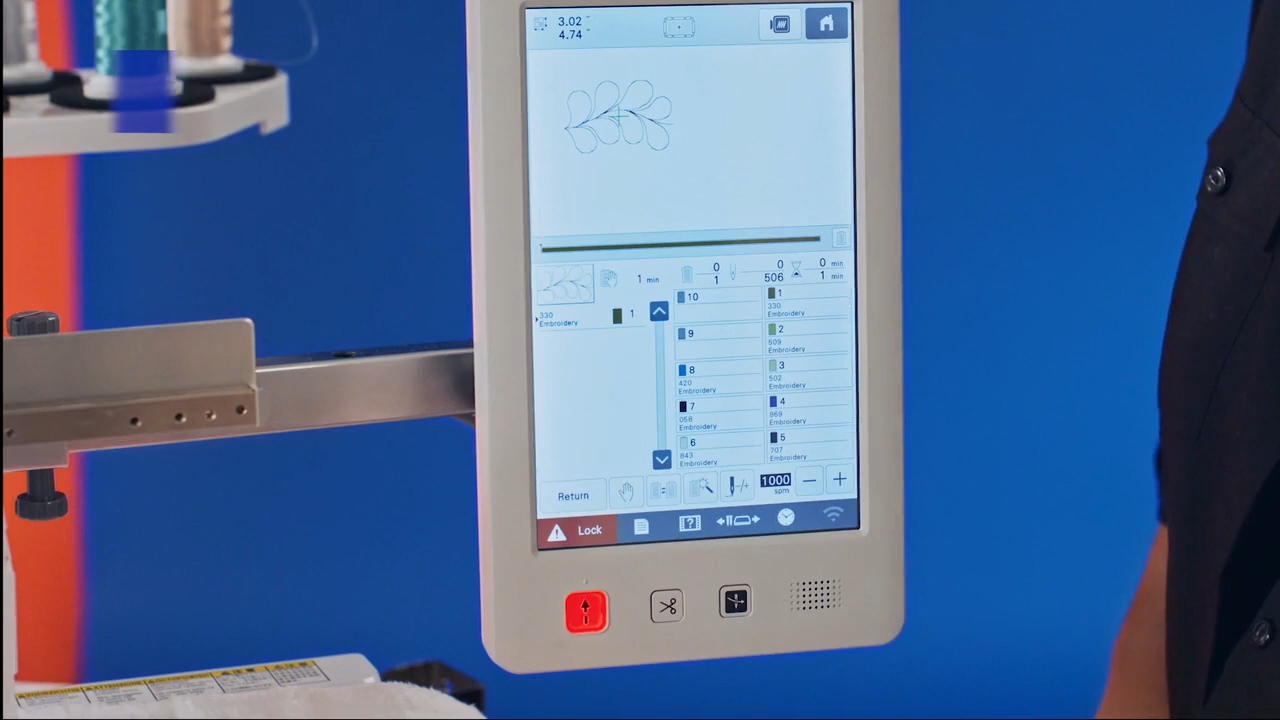 3.02
4.74
1 min
0
1
0
506
0 min
1 min
330
Embroidery
1
10
1
330
Embroidery
9
2
509
Embroidery
8
420
Embroidery
3
502
Embroidery
7
058
Embroidery
4
869
Embroidery
6
843
Embroidery
5
707
Embroidery
Return
1000
spm
Lock